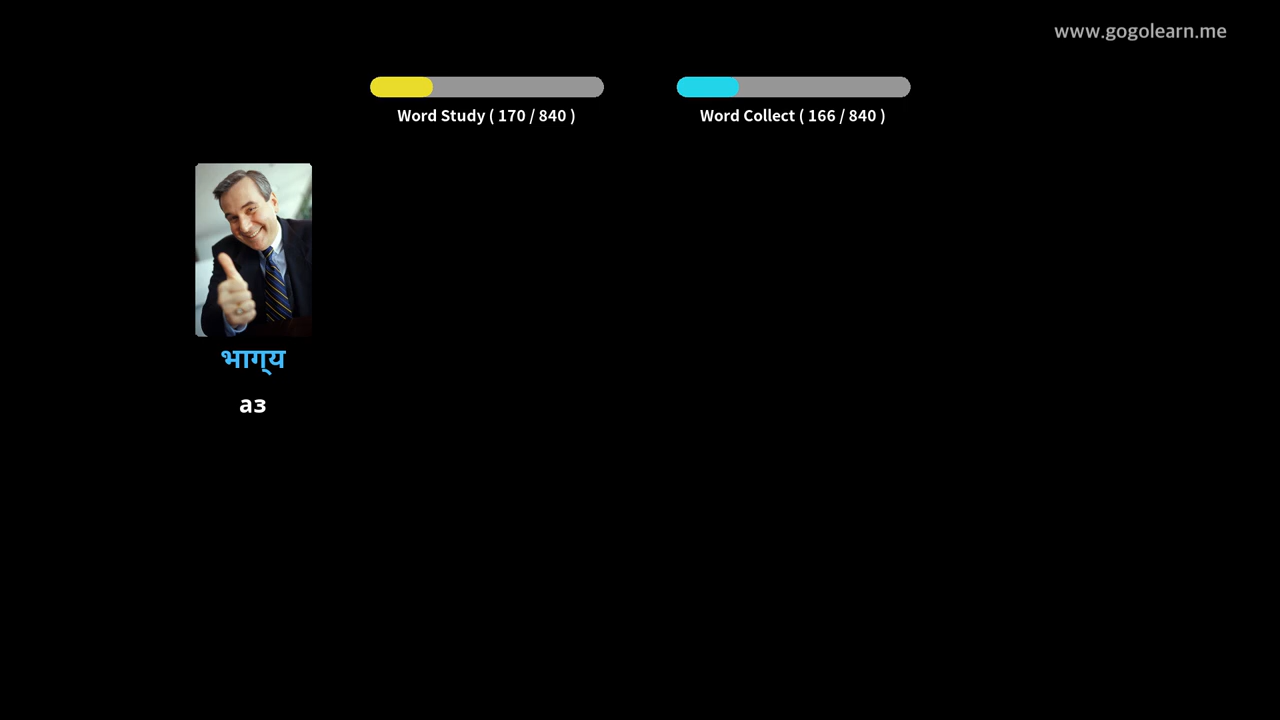 www.gogolearn.me
Word Study ( 170 / 840 )
Word Collect ( 166 / 840 )
भाग्‌य
аз